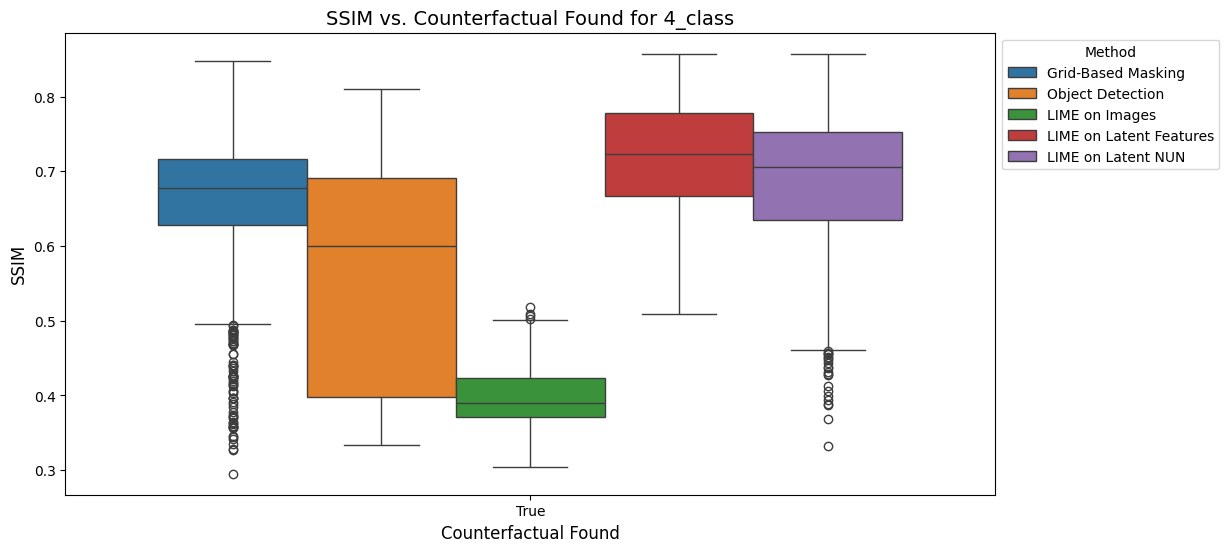 SSIM vs. Counterfactual Found for 4_class
SSIM
0.8
0.7
0.6
0.5
0.4
0.3
True
Counterfactual Found
Method
Grid-Based Masking
Object Detection
LIME on Images
LIME on Latent Features
LIME on Latent NUN